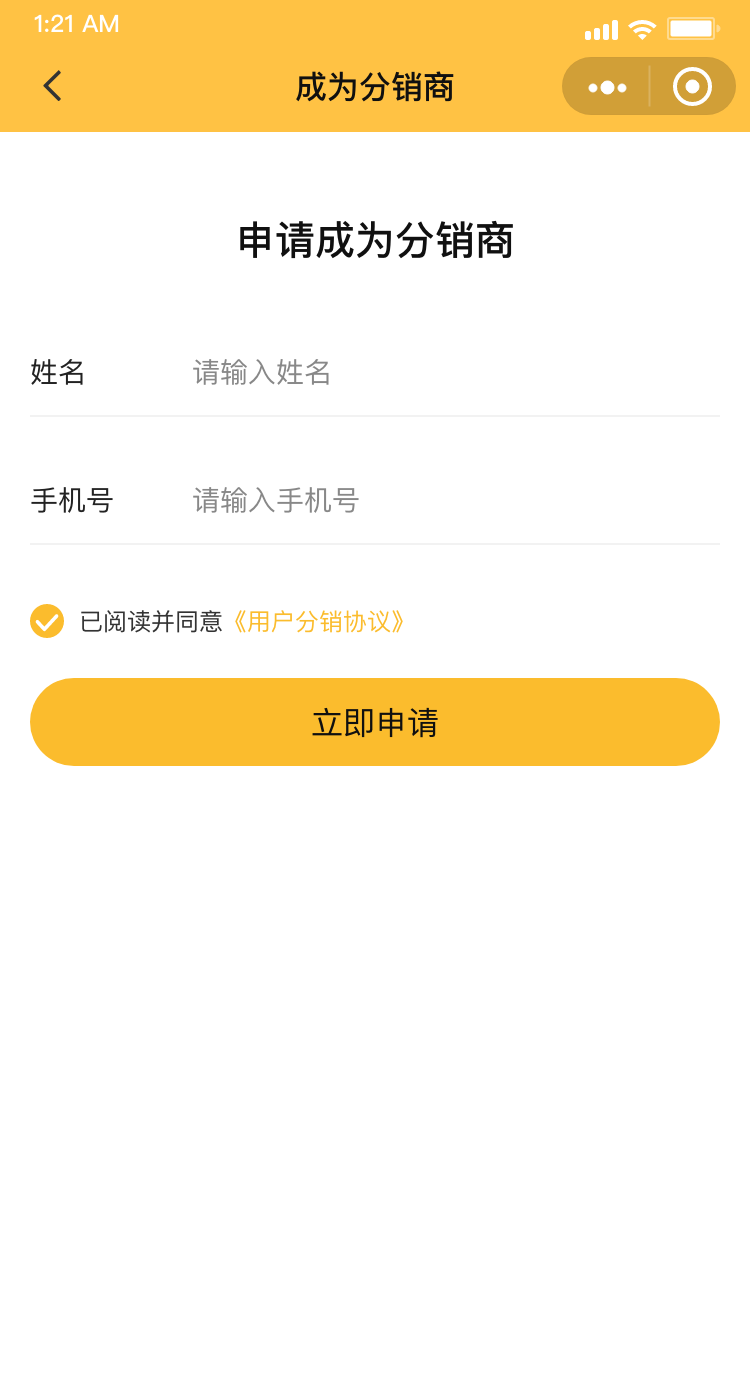 1:21 AM
成为分销商
申请成为分销商
姓名 请输入姓名
手机号 请输入手机号
已阅读并同意《用户分销协议》
立即申请